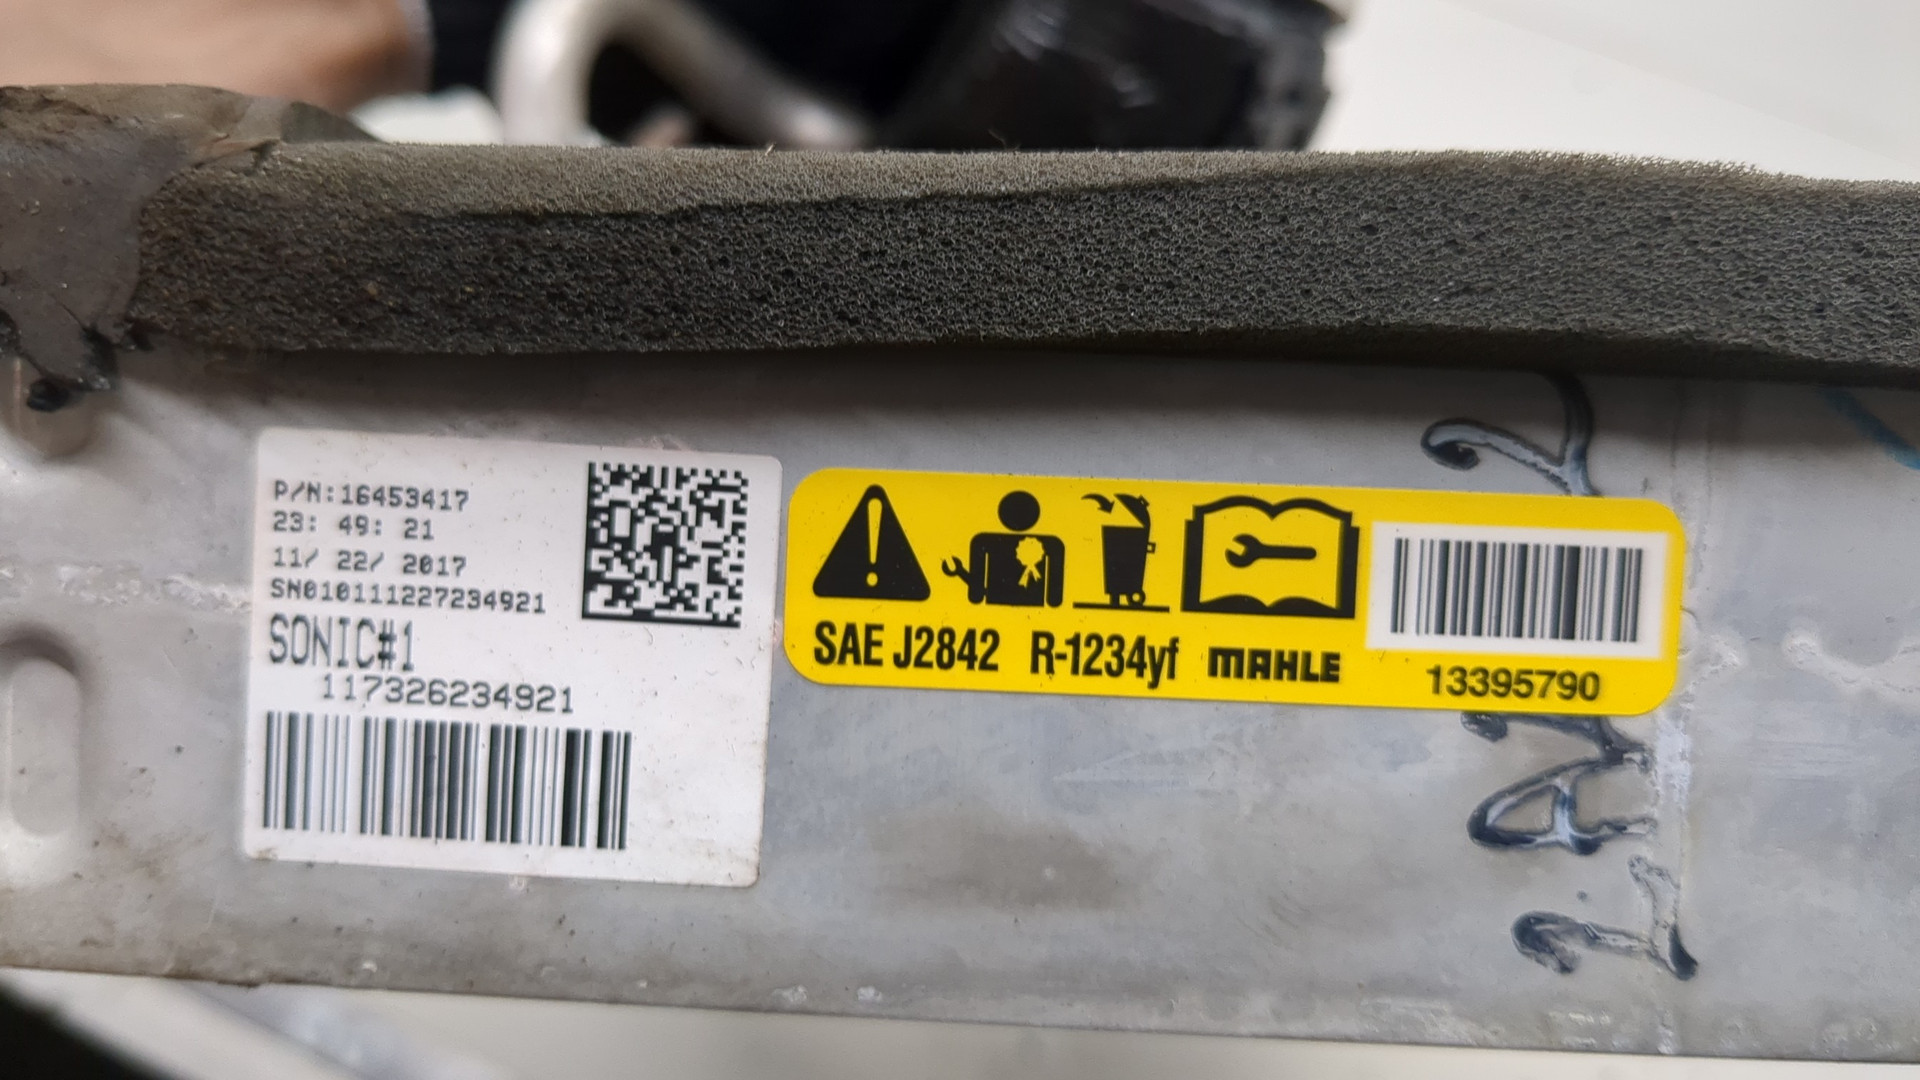 P/N:16453417
23: 49: 21
11/ 22/ 2017
SN010111227234921
SONIC#1
117326234921
SAE J2842 R-1234yf MAHLE
13395790